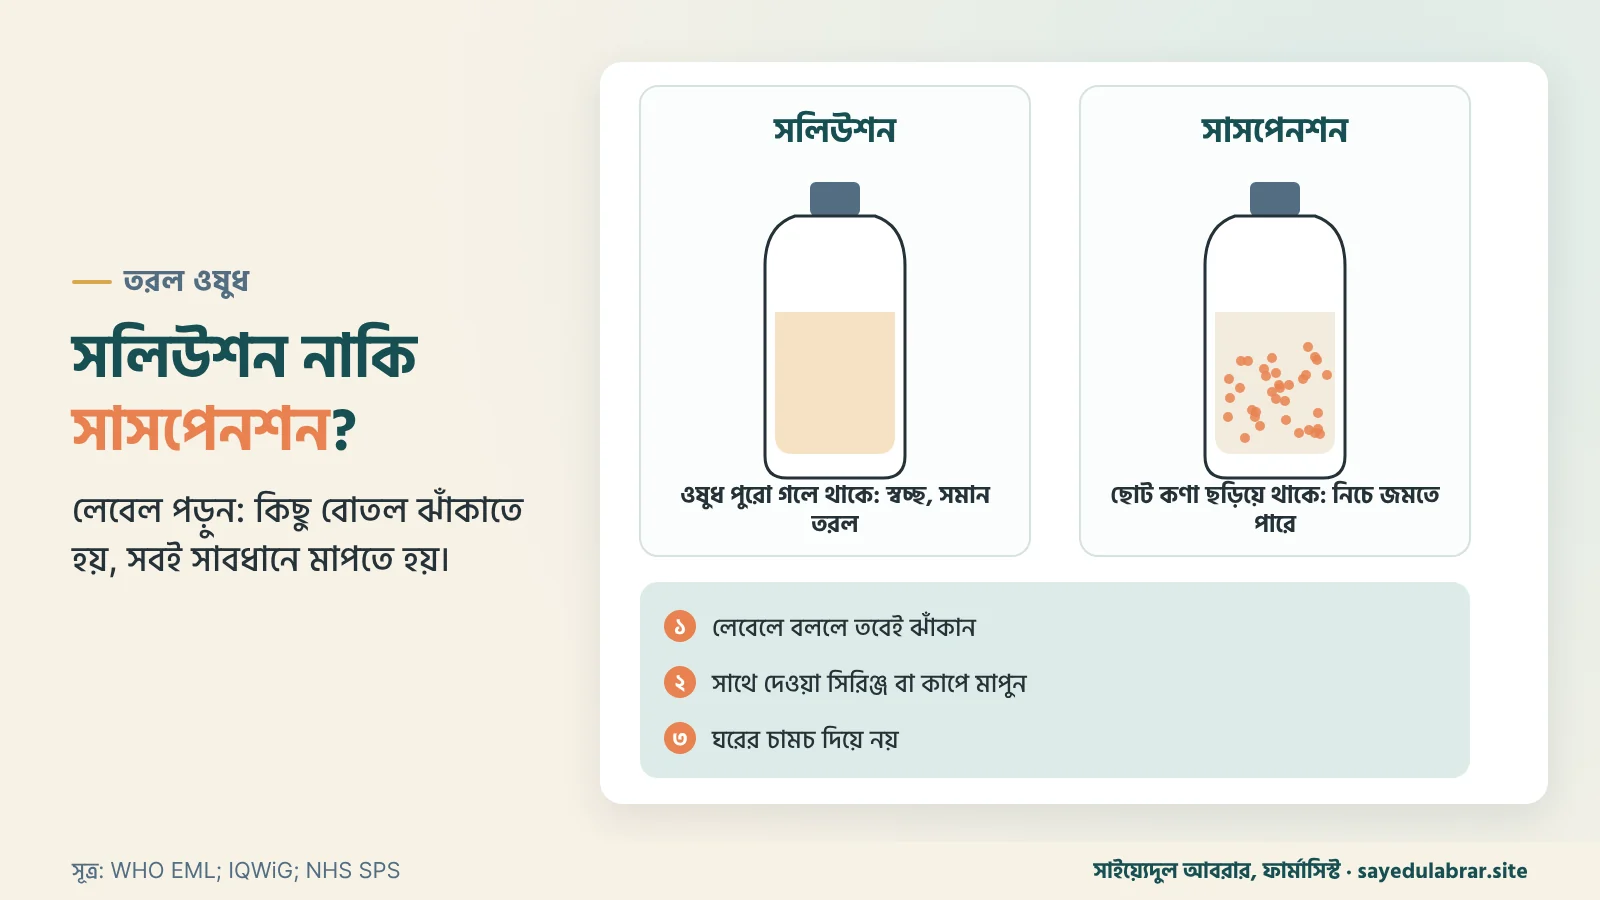 তরল ওষুধ
সলিউশন নাকি
সাসপেনশন?
লেবেল পড়ুন: কিছু বোতল ঝাঁকাতে
হয়, সবই সাবধানে মাপতে হয়।
সলিউশন
ওষুধ পুরো গলে থাকে: স্বচ্ছ, সমান
তরল
সাসপেনশন
ছোট কণা ছড়িয়ে থাকে: নিচে জমতে
পারে
১ লেবেলে বললে তবেই ঝাঁকান
২ সাথে দেওয়া সিরিঞ্জ বা কাপে মাপুন
৩ ঘরের চামচ দিয়ে নয়
সূত্র: WHO EML; IQWiG; NHS SPS
সাইয়্যেদুল আবরার, ফার্মাসিস্ট · sayedulabrar.site